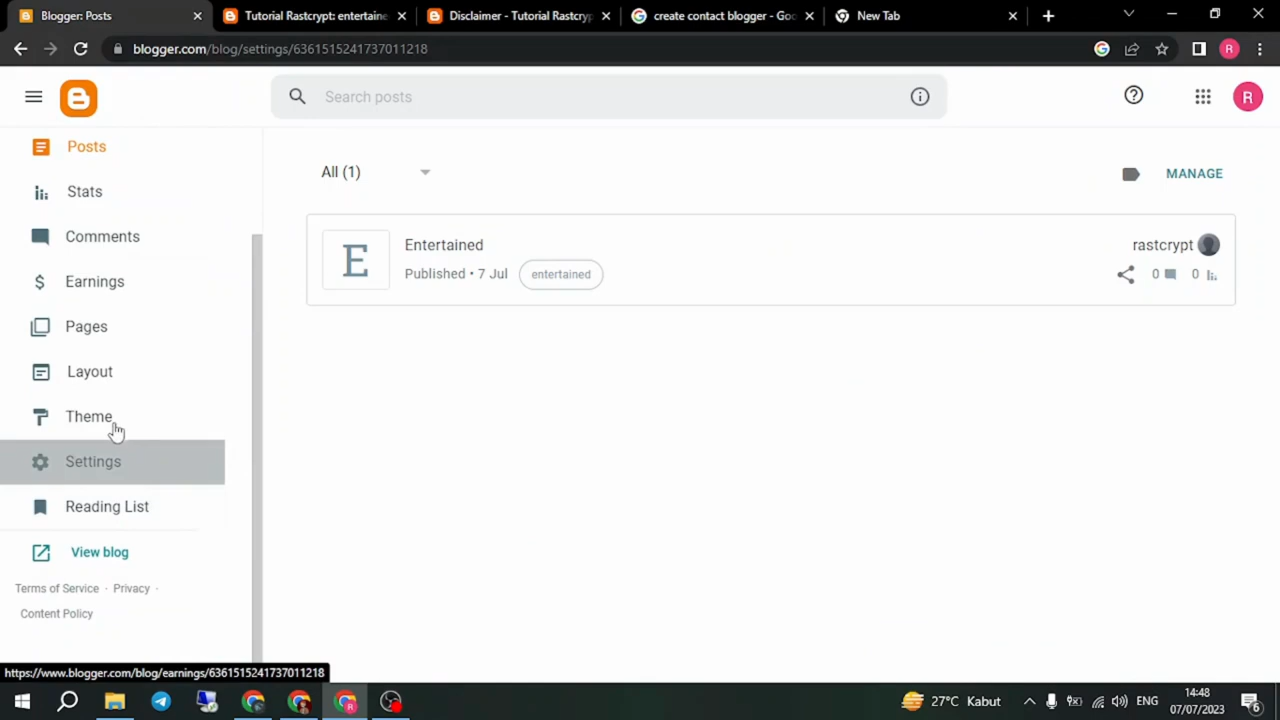 Blogger: Posts
Tutorial Rastcrypt: entertaine
Disclaimer - Tutorial Rastcryp
create contact blogger - Goo
New Tab
blogger.com/blog/settings/6361515241737011218
R
Search posts
R
Posts
All (1)
MANAGE
Stats
Comments
E
Entertained
rastcrypt
Published • 7 Jul
entertained
0
0
Earnings
Pages
Layout
Theme
Settings
Reading List
View blog
Terms of Service · Privacy ·
Content Policy
https://www.blogger.com/blog/earnings/6361515241737011218
27°C Kabut
ENG
14:48
07/07/2023
6